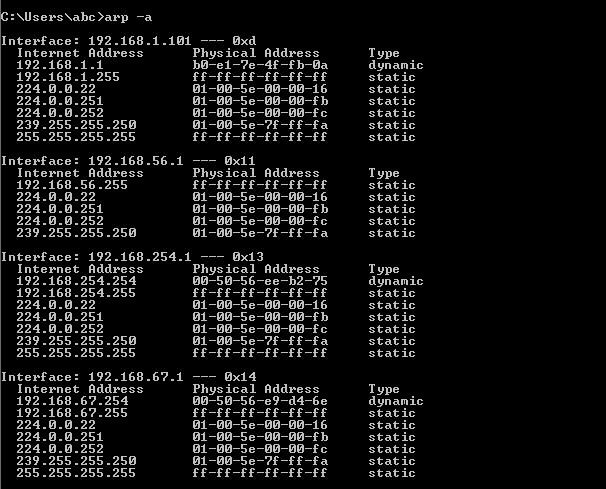 C:\Users\abc>arp -a
Interface: 192.168.1.101 --- 0xd
  Internet Address      Physical Address      Type
  192.168.1.1           b0-e1-7e-4f-fb-0a     dynamic
  192.168.1.255         ff-ff-ff-ff-ff-ff     static
  224.0.0.22            01-00-5e-00-00-16     static
  224.0.0.251           01-00-5e-00-00-fb     static
  224.0.0.252           01-00-5e-00-00-fc     static
  239.255.255.250       01-00-5e-7f-ff-fa     static
  255.255.255.255       ff-ff-ff-ff-ff-ff     static
Interface: 192.168.56.1 --- 0x11
  Internet Address      Physical Address      Type
  192.168.56.255        ff-ff-ff-ff-ff-ff     static
  224.0.0.22            01-00-5e-00-00-16     static
  224.0.0.251           01-00-5e-00-00-fb     static
  224.0.0.252           01-00-5e-00-00-fc     static
  239.255.255.250       01-00-5e-7f-ff-fa     static
Interface: 192.168.254.1 --- 0x13
  Internet Address      Physical Address      Type
  192.168.254.254       00-50-56-ee-b2-75     dynamic
  192.168.254.255       ff-ff-ff-ff-ff-ff     static
  224.0.0.22            01-00-5e-00-00-16     static
  224.0.0.251           01-00-5e-00-00-fb     static
  224.0.0.252           01-00-5e-00-00-fc     static
  239.255.255.250       01-00-5e-7f-ff-fa     static
  255.255.255.255       ff-ff-ff-ff-ff-ff     static
Interface: 192.168.67.1 --- 0x14
  Internet Address      Physical Address      Type
  192.168.67.254        00-50-56-e9-d4-6e     dynamic
  192.168.67.255        ff-ff-ff-ff-ff-ff     static
  224.0.0.22            01-00-5e-00-00-16     static
  224.0.0.251           01-00-5e-00-00-fb     static
  224.0.0.252           01-00-5e-00-00-fc     static
  239.255.255.250       01-00-5e-7f-ff-fa     static
  255.255.255.255       ff-ff-ff-ff-ff-ff     static